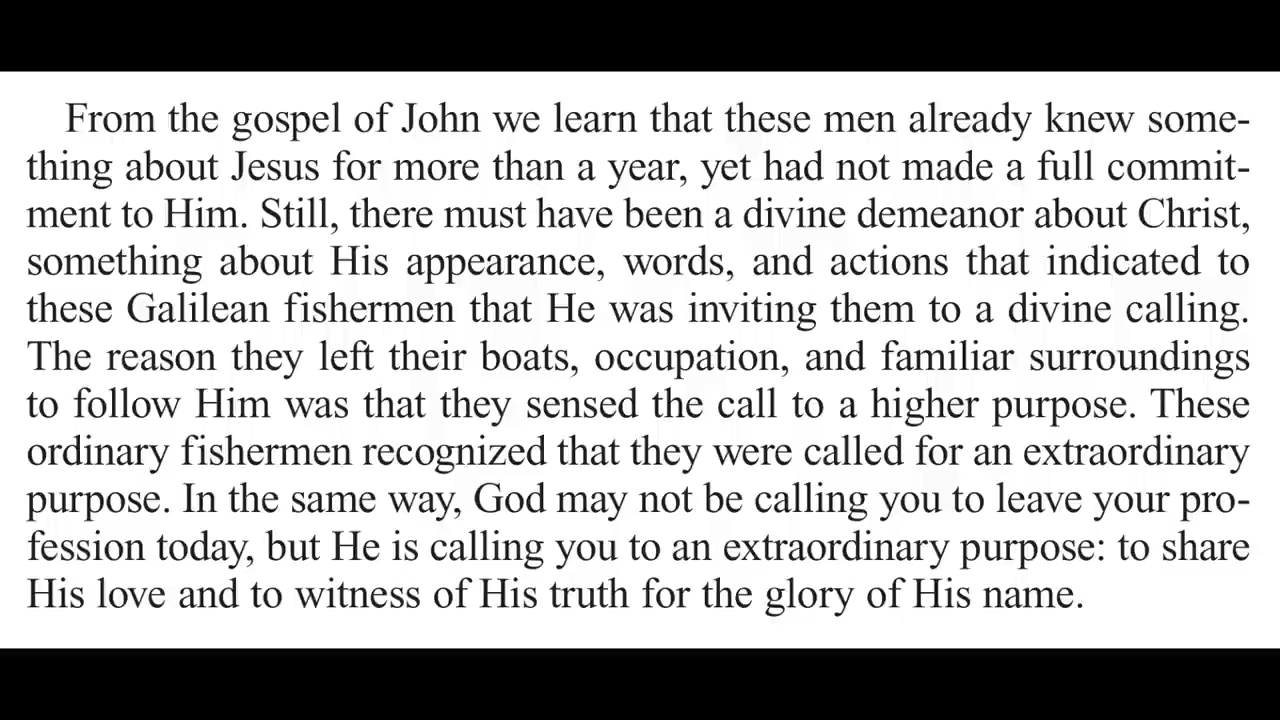 From the gospel of John we learn that these men already knew some-
thing about Jesus for more than a year, yet had not made a full commit-
ment to Him. Still, there must have been a divine demeanor about Christ,
something about His appearance, words, and actions that indicated to
these Galilean fishermen that He was inviting them to a divine calling.
The reason they left their boats, occupation, and familiar surroundings
to follow Him was that they sensed the call to a higher purpose. These
ordinary fishermen recognized that they were called for an extraordinary
purpose. In the same way, God may not be calling you to leave your pro-
fession today, but He is calling you to an extraordinary purpose: to share
His love and to witness of His truth for the glory of His name.